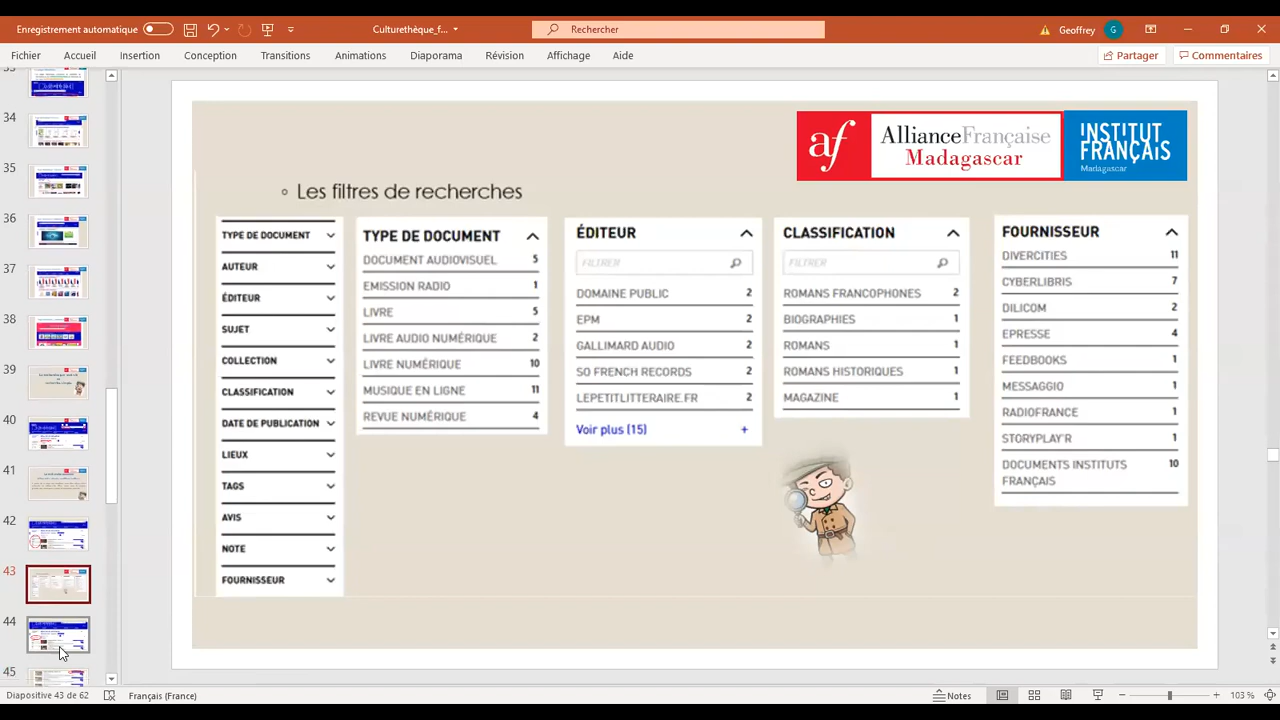 Enregistrement automatique
Culturethèque_f...
Rechercher
Geoffrey
G
Fichier
Accueil
Insertion
Conception
Transitions
Animations
Diaporama
Révision
Affichage
Aide
Partager
Commentaires
34
35
36
37
38
39
40
41
42
43
44
45
af
AllianceFrançaise
Madagascar
INSTITUT
FRANÇAIS
Madagascar
Les filtres de recherches
TYPE DE DOCUMENT
AUTEUR
ÉDITEUR
SUJET
COLLECTION
CLASSIFICATION
DATE DE PUBLICATION
LIEUX
TAGS
AVIS
NOTE
FOURNISSEUR
TYPE DE DOCUMENT
DOCUMENT AUDIOVISUEL 5
EMISSION RADIO 1
LIVRE 5
LIVRE AUDIO NUMÉRIQUE 2
LIVRE NUMÉRIQUE 10
MUSIQUE EN LIGNE 11
REVUE NUMÉRIQUE 4
ÉDITEUR
FILTRER
DOMAINE PUBLIC 2
EPM 2
GALLIMARD AUDIO 2
SO FRENCH RECORDS 2
LEPETITLITTERAIRE.FR 2
Voir plus (15) +
CLASSIFICATION
FILTRER
ROMANS FRANCOPHONES 2
BIOGRAPHIES 1
ROMANS 1
ROMANS HISTORIQUES 1
MAGAZINE 1
FOURNISSEUR
DIVERCITIES 11
CYBERLIBRIS 7
DILICOM 2
EPRESSE 4
FEEDBOOKS 1
MESSAGGIO 1
RADIOFRANCE 1
STORYPLAY'R 1
DOCUMENTS INSTITUTS 10
FRANÇAIS
Diapositive 43 de 62
Français (France)
Notes
103 %